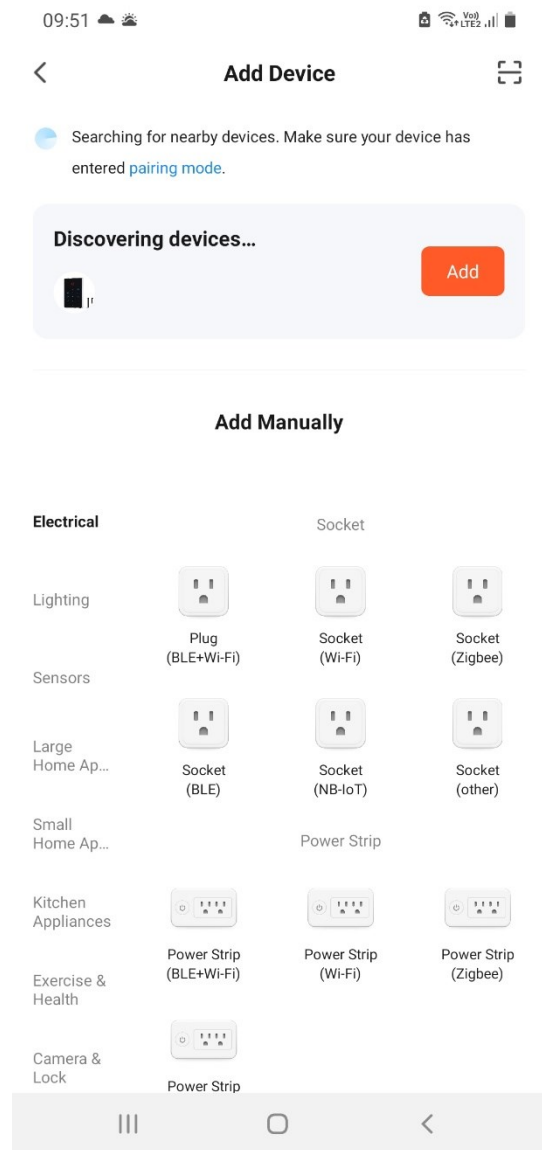 09:51
Vo)) LTE2
Add Device
Searching for nearby devices. Make sure your device has
entered pairing mode.
Discovering devices...
Add
Add Manually
Electrical
Socket
Lighting
Plug
(BLE+Wi-Fi)
Socket
(Wi-Fi)
Socket
(Zigbee)
Sensors
Large
Home Ap...
Socket
(BLE)
Socket
(NB-IoT)
Socket
(other)
Small
Home Ap...
Power Strip
Kitchen
Appliances
Power Strip
(BLE+Wi-Fi)
Power Strip
(Wi-Fi)
Power Strip
(Zigbee)
Exercise &
Health
Camera &
Lock
Power Strip